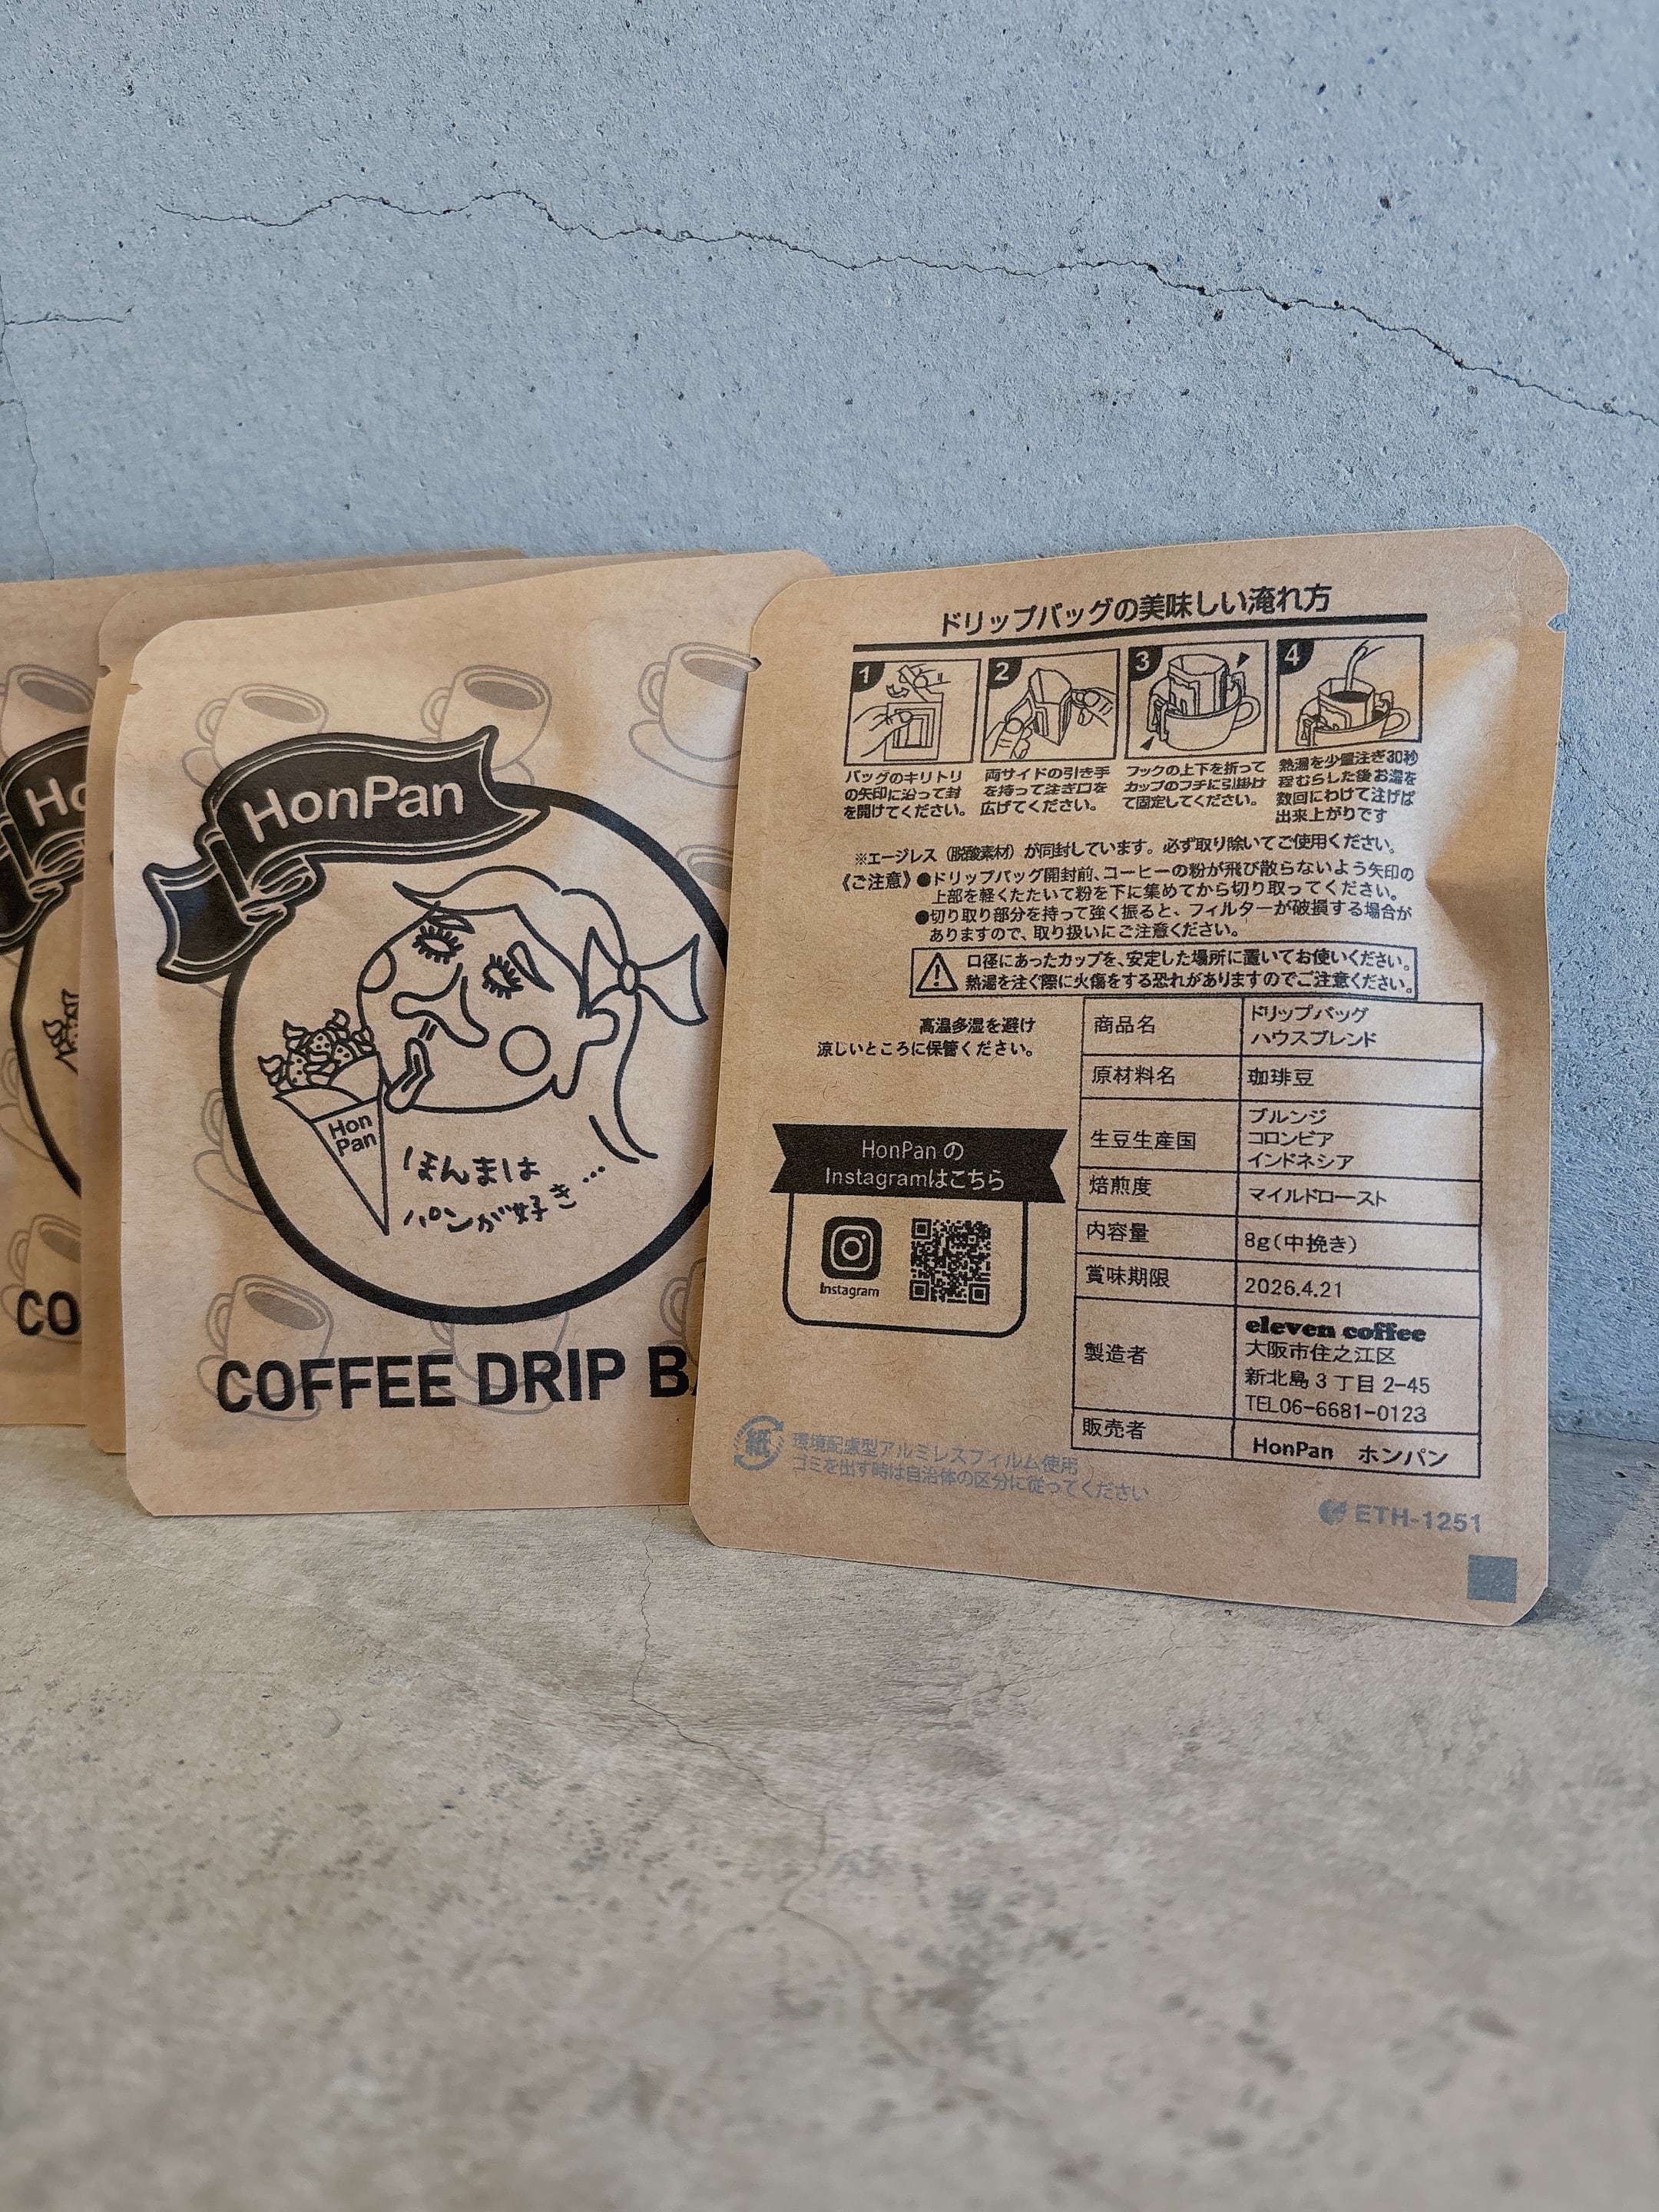 Ho
CO
HonPan
Hon
Pan
ほんまは
パンが好き…
COFFEE DRIP B
ドリップバッグの美味しい淹れ方
1
2
3
4
バッグのキリトリ
の矢印に沿って封
を開けてください。
両サイドの引き手
を持って注ぎ口を
広げてください。
フックの上下を折って
カップのフチに引掛け
て固定してください。
熱湯を少量注ぎ30秒
程むらした後お湯を
数回にわけて注げば
出来上がりです
※エージレス（脱酸素材）が同封しています。必ず取り除いてご使用ください。
《ご注意》●ドリップバッグ開封前、コーヒーの粉が飛び散らないよう矢印の
上部を軽くたたいて粉を下に集めてから切り取ってください。
●切り取り部分を持って強く振ると、フィルターが破損する場合が
ありますので、取り扱いにご注意ください。
口径にあったカップを、安定した場所に置いてお使いください。
熱湯を注ぐ際に火傷をする恐れがありますのでご注意ください。
高温多湿を避け
涼しいところに保管ください。
HonPan の
Instagramはこちら
Instagram
商品名 ドリップバッグ
ハウスブレンド
原材料名 珈琲豆
生豆生産国 ブルンジ
コロンビア
インドネシア
焙煎度 マイルドロースト
内容量 8g(中挽き)
賞味期限 2026.4.21
製造者 eleven coffee
大阪市住之江区
新北島 3 丁目 2-45
TEL06-6681-0123
販売者 HonPan ホンパン
紙 環境配慮型アルミレスフィルム使用
ゴミを出す時は自治体の区分に従ってください
ETH-1251